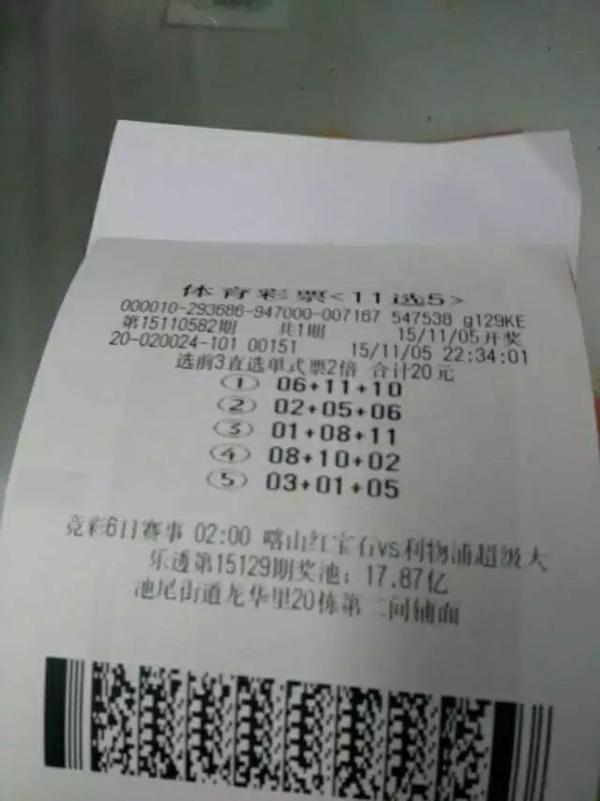 体育彩票<11选5>
000010-293686-947000-007187 547538 g129KE
第15110582期 共1期 15/11/05开奖
20-020024-101 00151 15/11/05 22:34:01
选前3直选单式票2倍 合计20元
① 06+11+10
② 02+05+06
③ 01+08+11
④ 08+10+02
⑤ 03+01+05
竞彩6日赛事 02:00 喀山红宝石vs利物浦超级大
乐透第15129期奖池: 17.87亿
池尾街道龙华里20栋第二间铺面